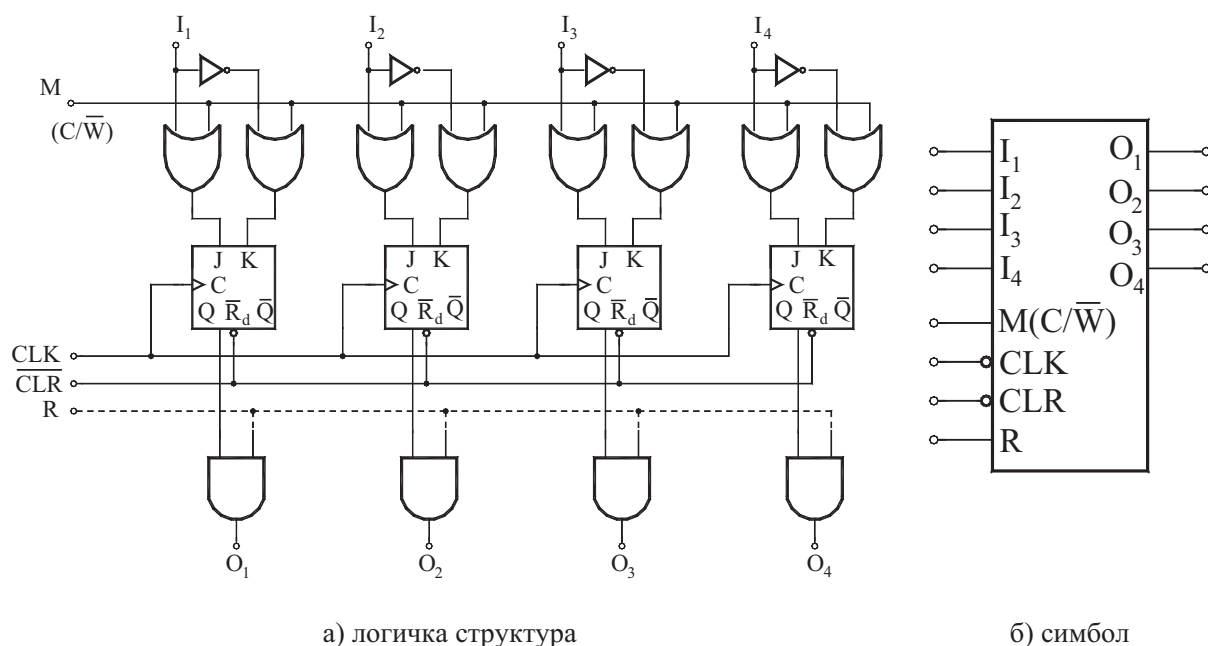 I₁ I₂ I₃ I₄
M
(C/W̅)
J K J K J K J K
C C C C
Q R̅d Q̅ Q R̅d Q̅ Q R̅d Q̅ Q R̅d Q̅
CLK
C̅L̅R̅
R
O₁ O₂ O₃ O₄
а) логичка структура
I₁ O₁
I₂ O₂
I₃ O₃
I₄ O₄
M(C/W̅)
CLK
CLR
R
б) симбол